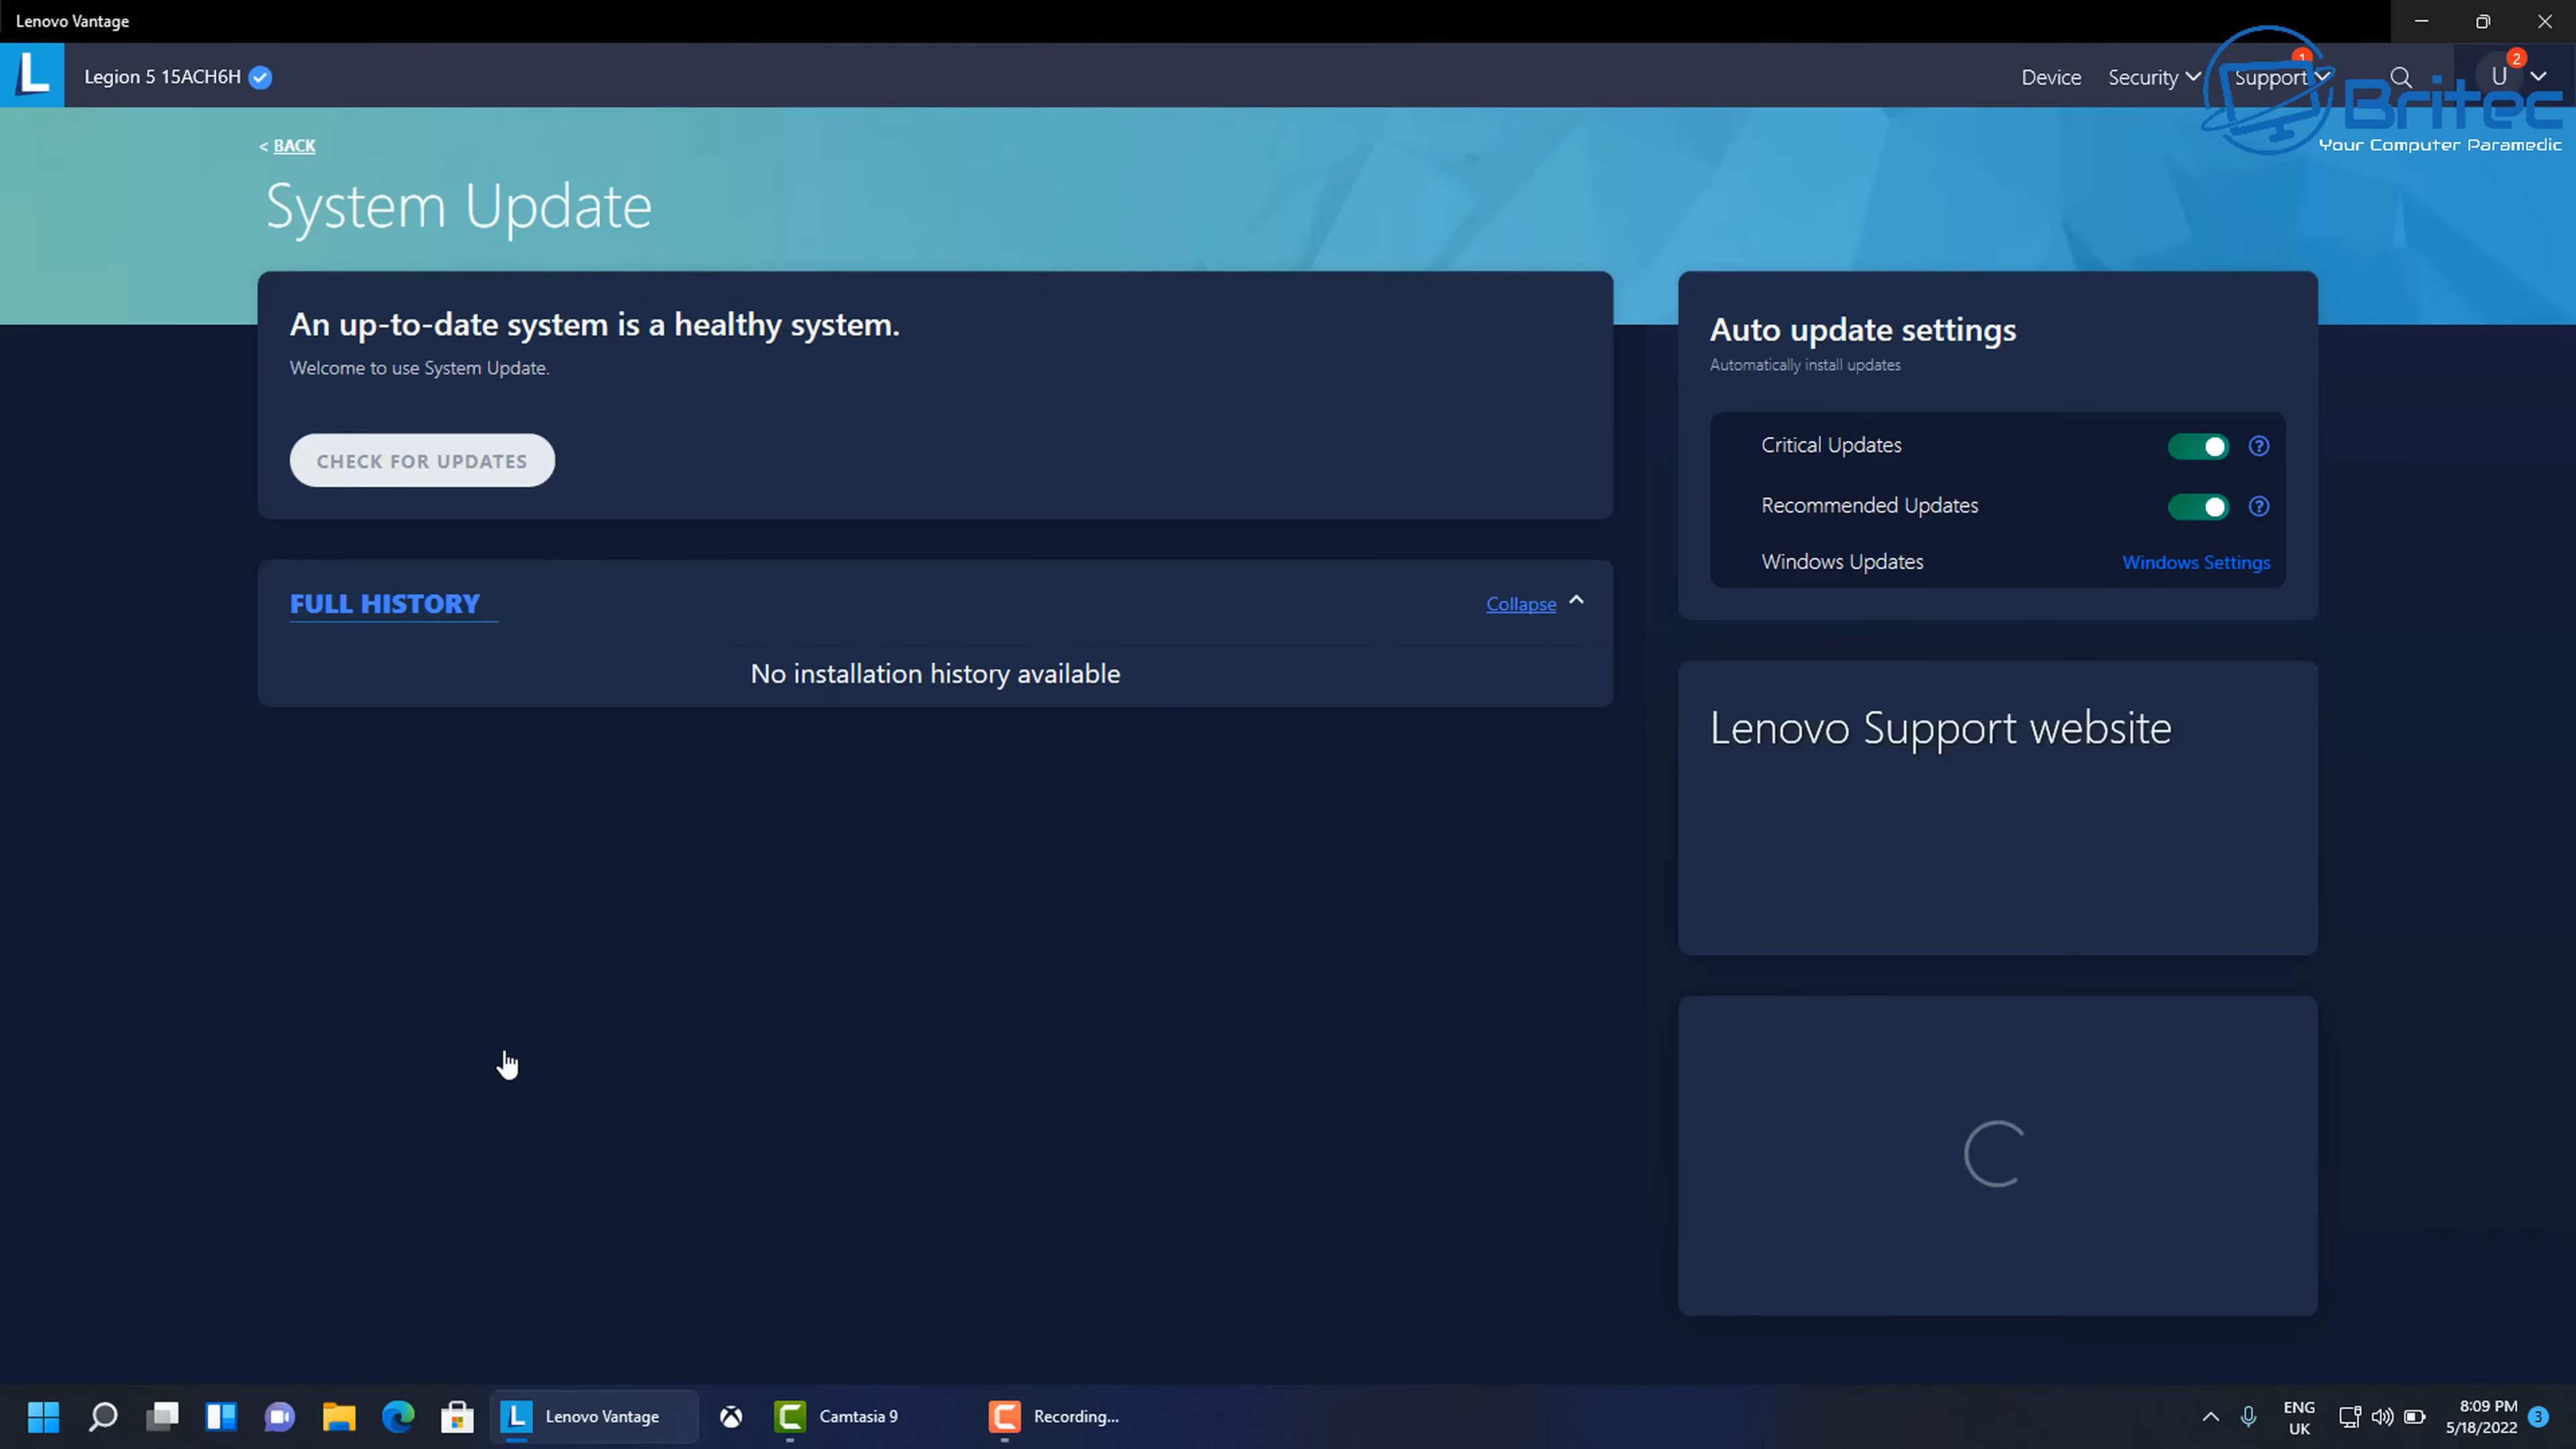 Lenovo Vantage
L Legion 5 15ACH6H
Device Security Support 1 U 2
Britec
Your Computer Paramedic
< BACK
System Update
An up-to-date system is a healthy system.
Welcome to use System Update.
CHECK FOR UPDATES
FULL HISTORY
Collapse
No installation history available
Auto update settings
Automatically install updates
Critical Updates ?
Recommended Updates ?
Windows Updates Windows Settings
Lenovo Support website
L Lenovo Vantage
Camtasia 9
Recording...
ENG
UK
8:09 PM
5/18/2022
3